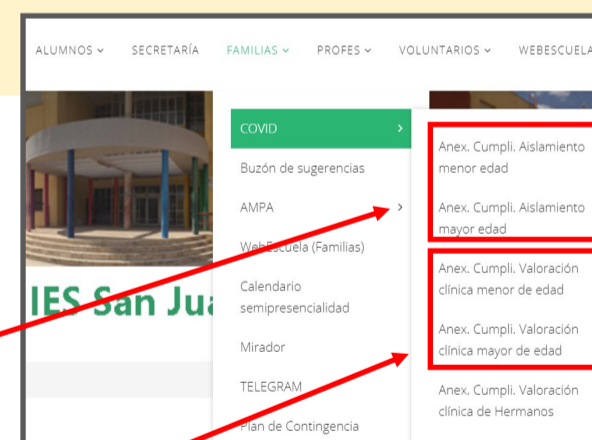 ALUMNOS SECRETARÍA FAMILIAS PROFES VOLUNTARIOS WEBESCUELA
COVID
Buzón de sugerencias
AMPA
WebEscuela (Familias)
Calendario
semipresencialidad
Mirador
TELEGRAM
Plan de Contingencia
Anex. Cumpli. Aislamiento
menor edad
Anex. Cumpli. Aislamiento
mayor edad
Anex. Cumpli. Valoración
clínica menor de edad
Anex. Cumpli. Valoración
clínica mayor de edad
Anex. Cumpli. Valoración
clínica de Hermanos
IES San Jua